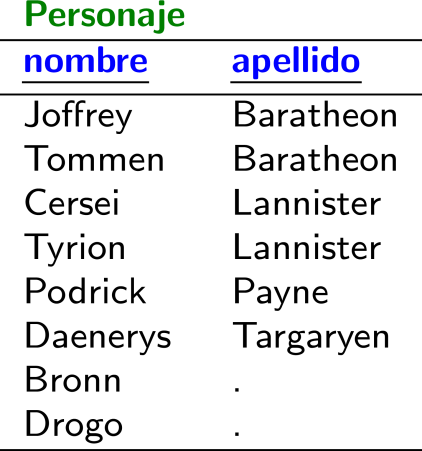 Personaje
nombre apellido
Joffrey Baratheon
Tommen Baratheon
Cersei Lannister
Tyrion Lannister
Podrick Payne
Daenerys Targaryen
Bronn .
Drogo .